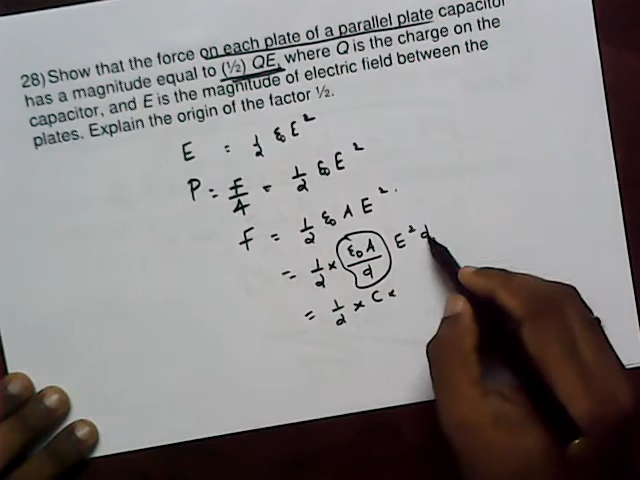 28) Show that the force on each plate of a parallel plate capacitor
has a magnitude equal to (½) QE, where Q is the charge on the
capacitor, and E is the magnitude of electric field between the
plates. Explain the origin of the factor ½.
E = 1/2 ε0 E²
P = F/A = 1/2 ε0 E²
F = 1/2 ε0 A E².
= 1/2 × ε0 A/d E² d
= 1/2 × C ×